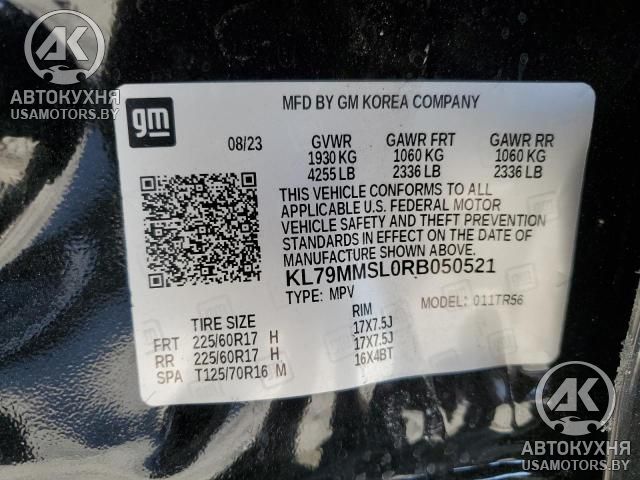 АВТОКУХНЯ
USAMOTORS.BY
gm
MFD BY GM KOREA COMPANY
08/23 GVWR GAWR FRT GAWR RR
1930 KG 1060 KG 1060 KG
4255 LB 2336 LB 2336 LB
THIS VEHICLE CONFORMS TO ALL
APPLICABLE U.S. FEDERAL MOTOR
VEHICLE SAFETY AND THEFT PREVENTION
STANDARDS IN EFFECT ON THE DATE OF
MANUFACTURE SHOWN ABOVE.
KL79MMSL0RB050521
TYPE: MPV MODEL: 011TR56
TIRE SIZE RIM
FRT 225/60R17 H 17X7.5J
RR 225/60R17 H 17X7.5J
SPA T125/70R16 M 16X4BT
АК
АВТОКУХНЯ
USAMOTORS.BY